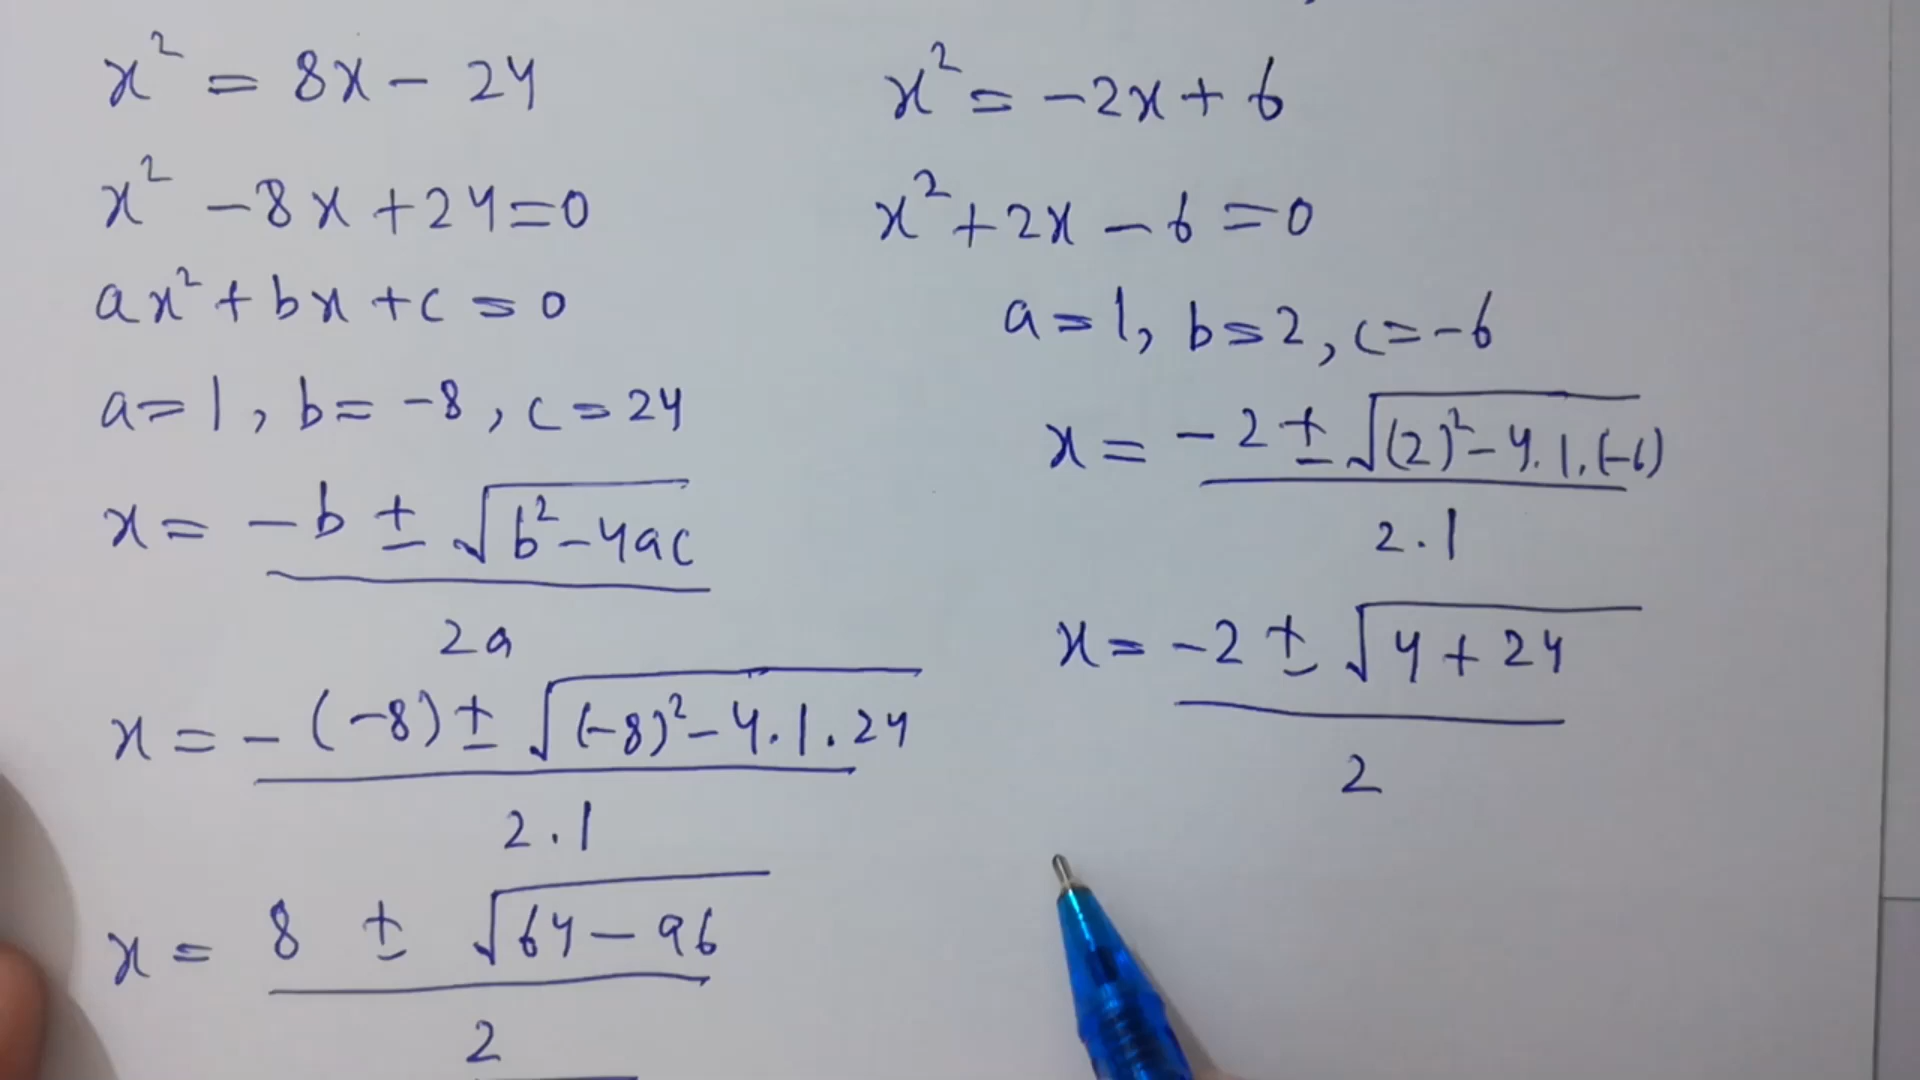 x² = 8x - 24
x² - 8x + 24 = 0
ax² + bx + c = 0
a = 1, b = -8, c = 24
x = -b ± √b² - 4ac
2a
x = -(-8) ± √(-8)² - 4.1.24
2.1
x = 8 ± √64 - 96
2
x² = -2x + 6
x² + 2x - 6 = 0
a = 1, b = 2, c = -6
x = -2 ± √(2)² - 4.1.(-6)
2.1
x = -2 ± √4 + 24
2